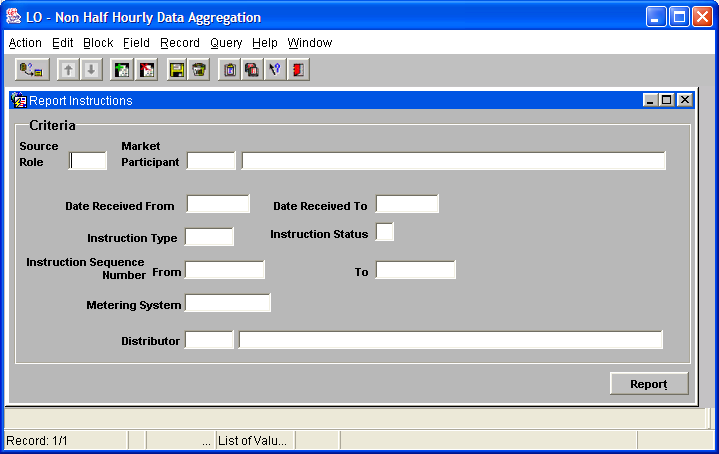 LO - Non Half Hourly Data Aggregation
Action Edit Block Field Record Query Help Window
Report Instructions
Criteria
Source Market
Role Participant
Date Received From Date Received To
Instruction Type Instruction Status
Instruction Sequence
Number From To
Metering System
Distributor
Report
Record: 1/1 ... List of Valu...